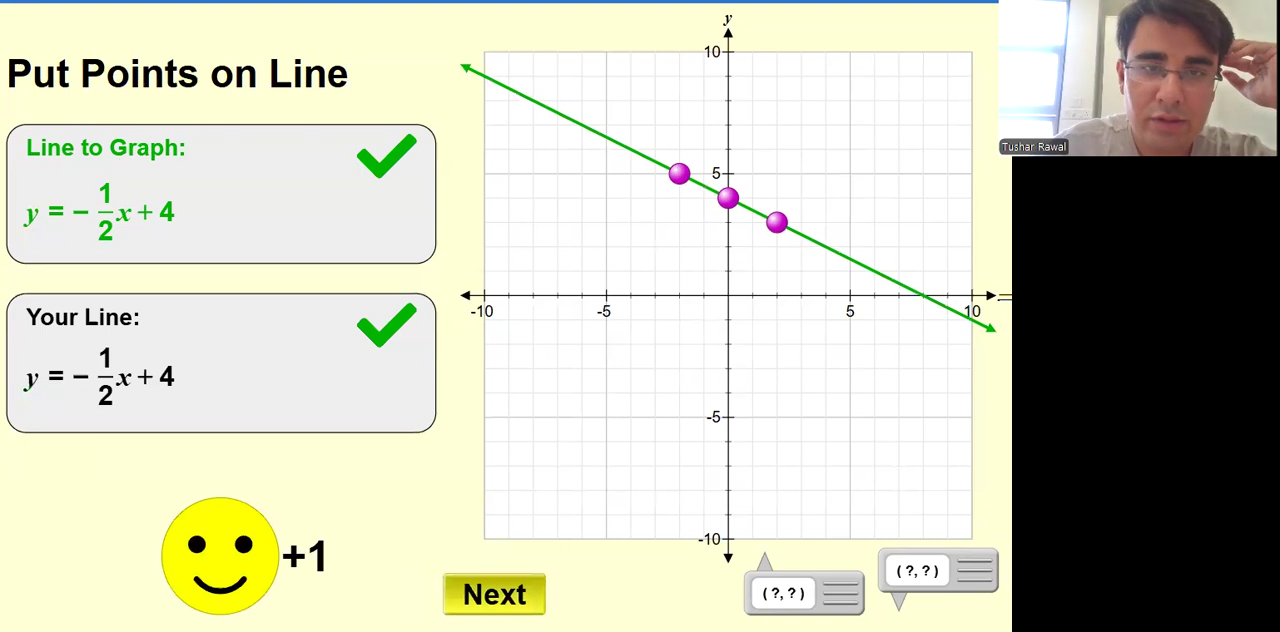 Put Points on Line
Line to Graph:
y = − 1/2 x + 4
Your Line:
y = − 1/2 x + 4
+1
Next
y
10
5
-10
-5
5
10
-5
-10
( ?, ? )
( ?, ? )
Tushar Rawal